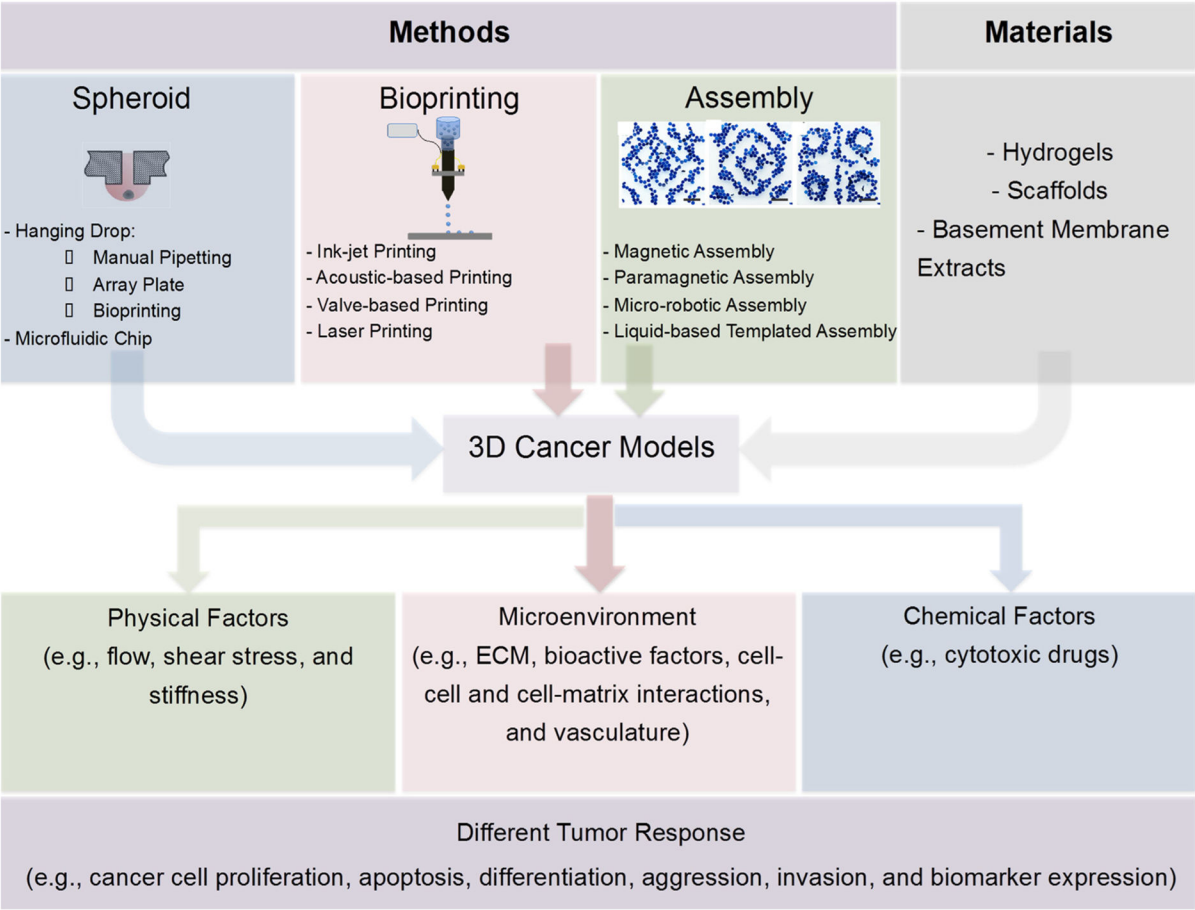 Methods
Materials
Spheroid
- Hanging Drop:
Manual Pipetting
Array Plate
Bioprinting
- Microfluidic Chip
Bioprinting
- Ink-jet Printing
- Acoustic-based Printing
- Valve-based Printing
- Laser Printing
Assembly
- Magnetic Assembly
- Paramagnetic Assembly
- Micro-robotic Assembly
- Liquid-based Templated Assembly
- Hydrogels
- Scaffolds
- Basement Membrane
Extracts
3D Cancer Models
Physical Factors
(e.g., flow, shear stress, and
stiffness)
Microenvironment
(e.g., ECM, bioactive factors, cell-
cell and cell-matrix interactions,
and vasculature)
Chemical Factors
(e.g., cytotoxic drugs)
Different Tumor Response
(e.g., cancer cell proliferation, apoptosis, differentiation, aggression, invasion, and biomarker expression)